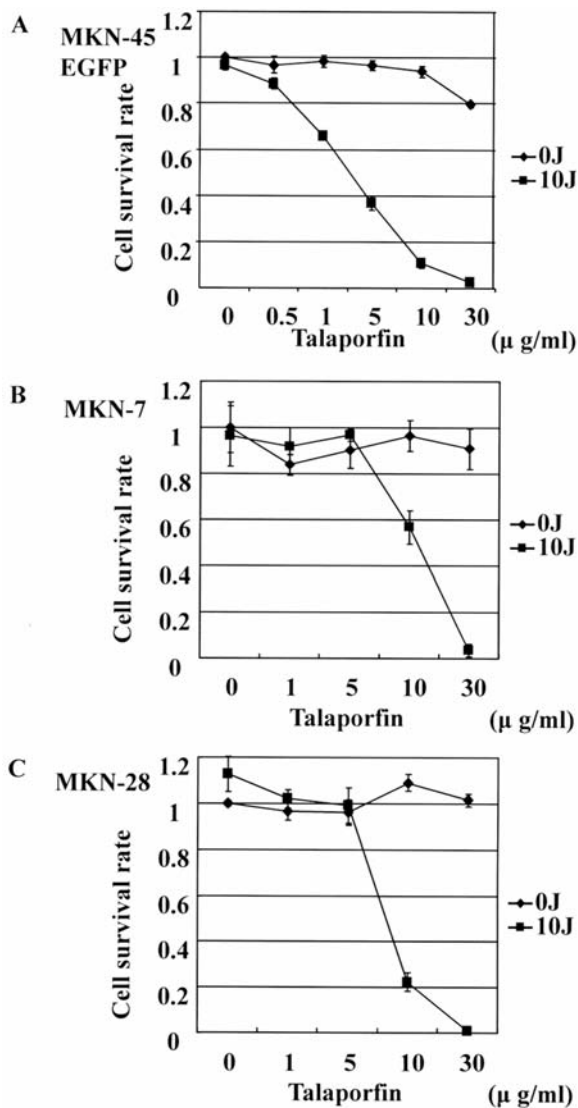 A
MKN-45
EGFP
Cell survival rate
1.2
1
0.8
0.6
0.4
0.2
0
0 0.5 1 5 10 30
Talaporfin (μ g/ml)
0J
10J
B
MKN-7
Cell survival rate
1.2
1
0.8
0.6
0.4
0.2
0
0 1 5 10 30
Talaporfin (μ g/ml)
0J
10J
C
MKN-28
Cell survival rate
1.2
1
0.8
0.6
0.4
0.2
0
0 1 5 10 30
Talaporfin (μ g/ml)
0J
10J